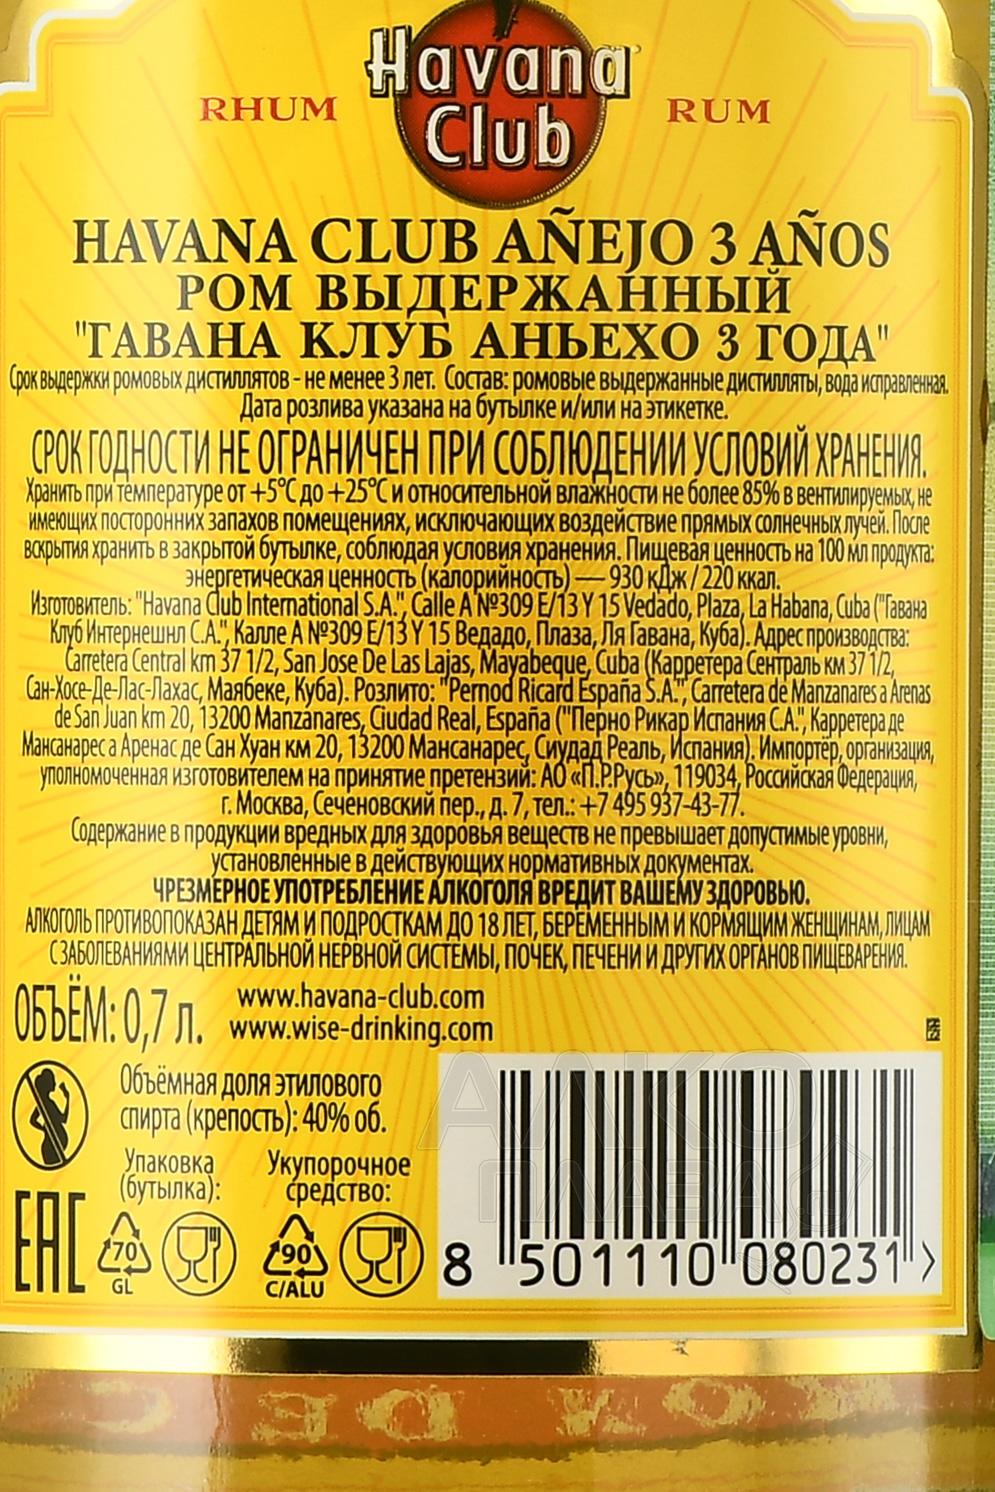 Havana
Club
RHUM
RUM
HAVANA CLUB AÑEJO 3 AÑOS
РОМ ВЫДЕРЖАННЫЙ
"ГАВАНА КЛУБ АНЬЕХО 3 ГОДА"
Срок выдержки ромовых дистиллятов - не менее 3 лет. Состав: ромовые выдержанные дистилляты, вода исправленная.
Дата розлива указана на бутылке и/или на этикетке.
СРОК ГОДНОСТИ НЕ ОГРАНИЧЕН ПРИ СОБЛЮДЕНИИ УСЛОВИЙ ХРАНЕНИЯ.
Хранить при температуре от +5°C до +25°C и относительной влажности не более 85% в вентилируемых, не
имеющих посторонних запахов помещениях, исключающих воздействие прямых солнечных лучей. После
вскрытия хранить в закрытой бутылке, соблюдая условия хранения. Пищевая ценность на 100 мл продукта:
энергетическая ценность (калорийность) — 930 кДж / 220 ккал.
Изготовитель: "Havana Club International S.A.", Calle A №309 E/13 Y 15 Vedado, Plaza, La Habana, Cuba ("Гавана
Клуб Интернешнл С.А.", Калле А №309 Е/13 Y 15 Ведадо, Плаза, Ля Гавана, Куба). Адрес производства:
Carretera Central km 37 1/2, San Jose De Las Lajas, Mayabeque, Cuba (Карретера Сентраль км 37 1/2,
Сан-Хосе-Де-Лас-Лахас, Маябеке, Куба). Розлито: "Pernod Ricard España S.A.", Carretera de Manzanares a Arenas
de San Juan km 20, 13200 Manzanares, Ciudad Real, España ("Перно Рикар Испания С.А.", Карретера де
Мансанарес а Аренас де Сан Хуан км 20, 13200 Мансанарес, Сиудад Реаль, Испания). Импортёр, организация,
уполномоченная изготовителем на принятие претензий: АО «П.Р.Русь», 119034, Российская Федерация,
г. Москва, Сеченовский пер., д. 7, тел.: +7 495 937-43-77.
Содержание в продукции вредных для здоровья веществ не превышает допустимые уровни,
установленные в действующих нормативных документах.
ЧРЕЗМЕРНОЕ УПОТРЕБЛЕНИЕ АЛКОГОЛЯ ВРЕДИТ ВАШЕМУ ЗДОРОВЬЮ.
АЛКОГОЛЬ ПРОТИВОПОКАЗАН ДЕТЯМ И ПОДРОСТКАМ ДО 18 ЛЕТ, БЕРЕМЕННЫМ И КОРМЯЩИМ ЖЕНЩИНАМ, ЛИЦАМ
С ЗАБОЛЕВАНИЯМИ ЦЕНТРАЛЬНОЙ НЕРВНОЙ СИСТЕМЫ, ПОЧЕК, ПЕЧЕНИ И ДРУГИХ ОРГАНОВ ПИЩЕВАРЕНИЯ.
ОБЪЁМ: 0,7 л.
www.havana-club.com
www.wise-drinking.com
Объёмная доля этилового
спирта (крепость): 40% об.
Упаковка
(бутылка):
Укупорочное
средство:
EAC
70
GL
90
C/ALU
АЛКО
ПЛАЗА
8 501110 080231 >